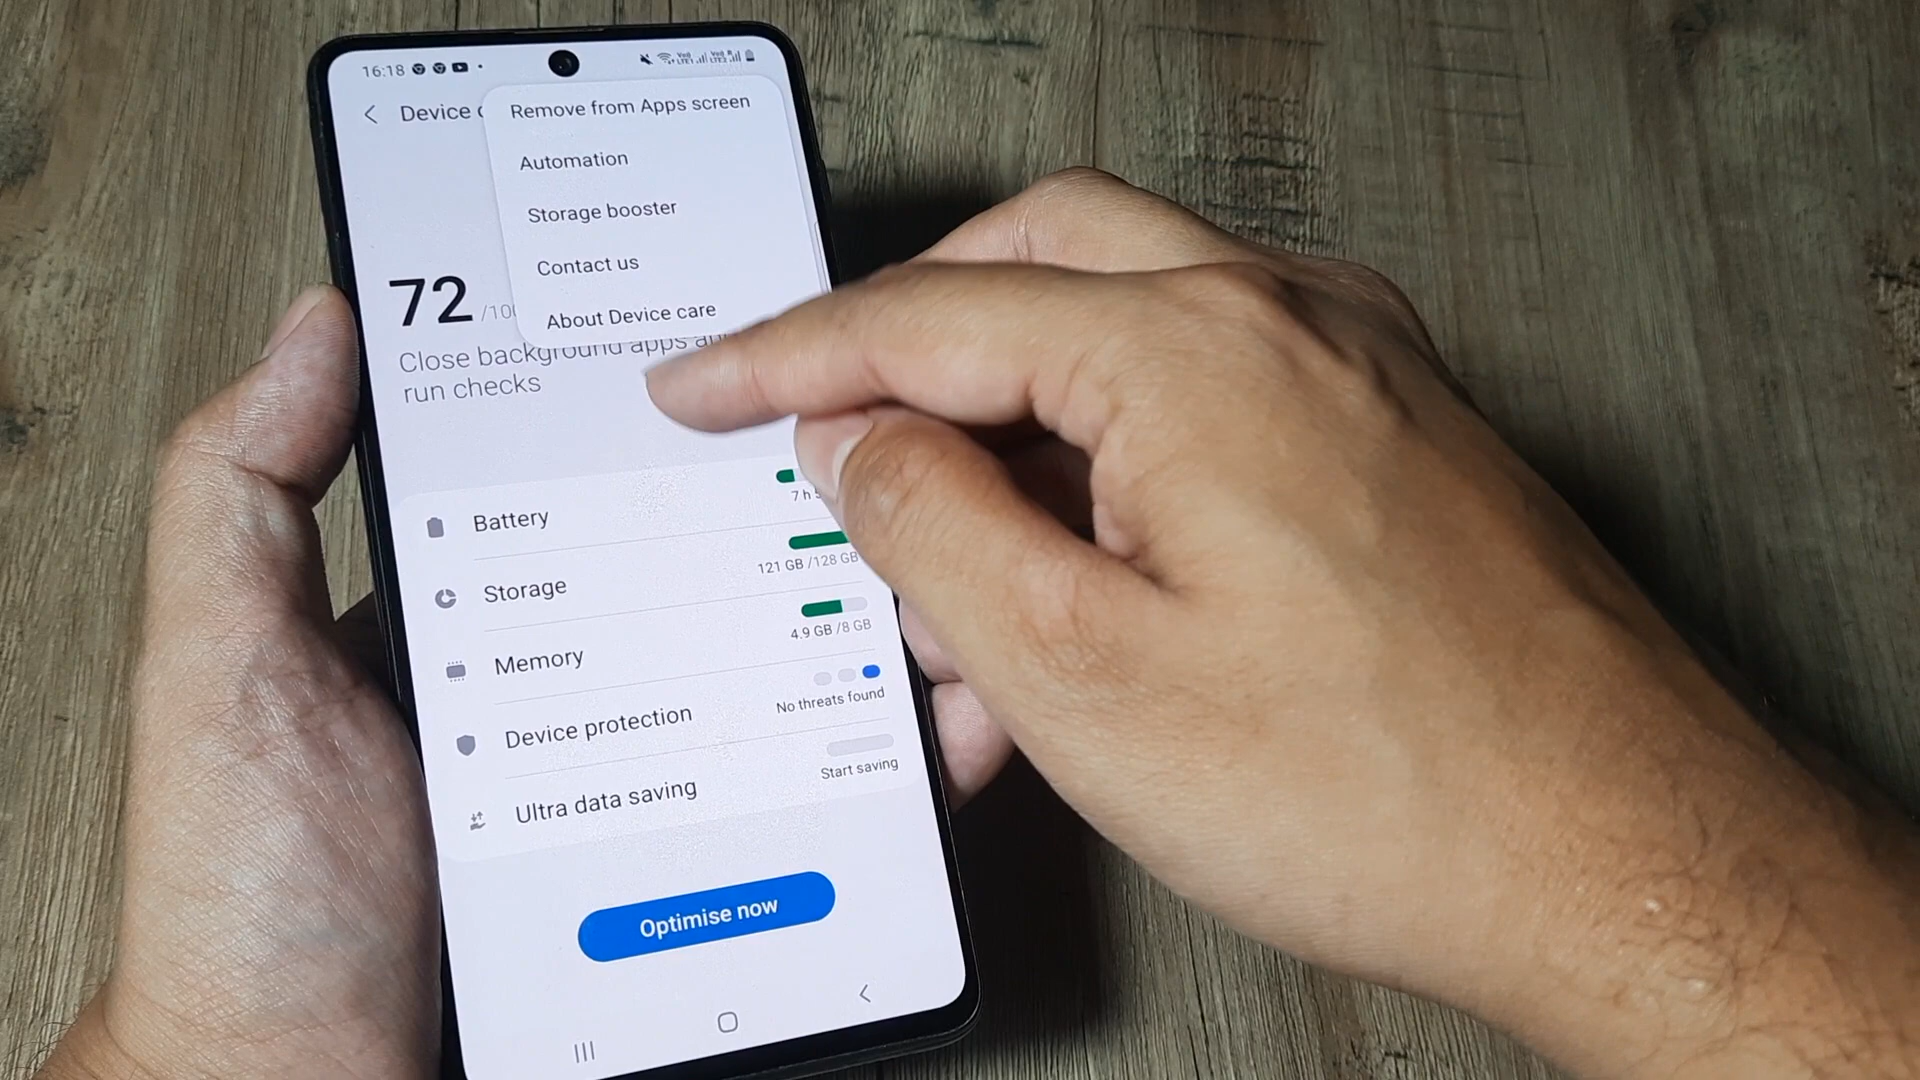 16:18
Device
Remove from Apps screen
Automation
Storage booster
Contact us
About Device care
72 /100
Close background apps
run checks
Battery
7 h
Storage
121 GB /128 GB
Memory
4.9 GB /8 GB
Device protection
No threats found
Ultra data saving
Start saving
Optimise now